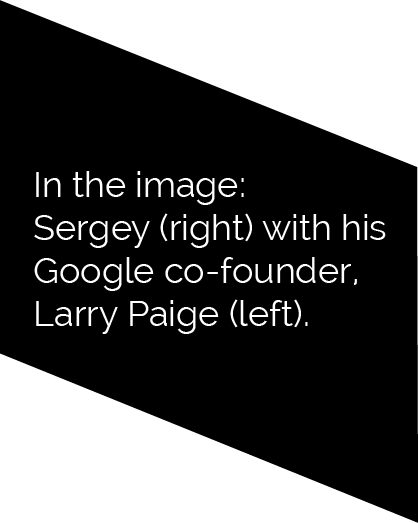 In the image:
Sergey (right) with his
Google co-founder,
Larry Paige (left).